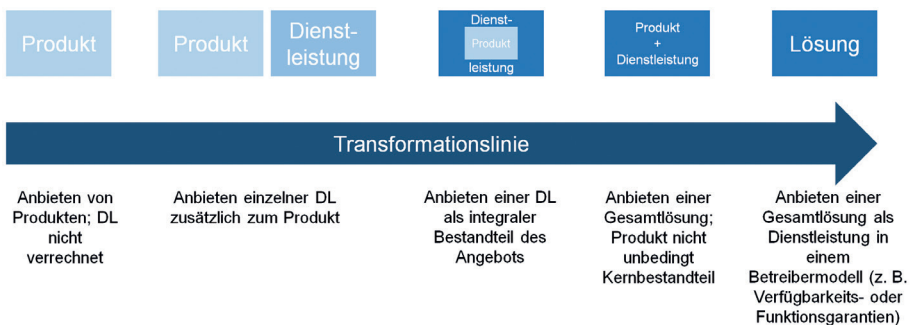 Produkt
Produkt
Dienst-
leistung
Dienst-
Produkt
leistung
Produkt
+
Dienstleistung
Lösung
Transformationslinie
Anbieten von
Produkten; DL
nicht
verrechnet
Anbieten einzelner DL
zusätzlich zum Produkt
Anbieten einer DL
als integraler
Bestandteil des
Angebots
Anbieten einer
Gesamtlösung;
Produkt nicht
unbedingt
Kernbestandteil
Anbieten einer
Gesamtlösung als
Dienstleistung in
einem
Betreibermodell (z. B.
Verfügbarkeits- oder
Funktionsgarantien)